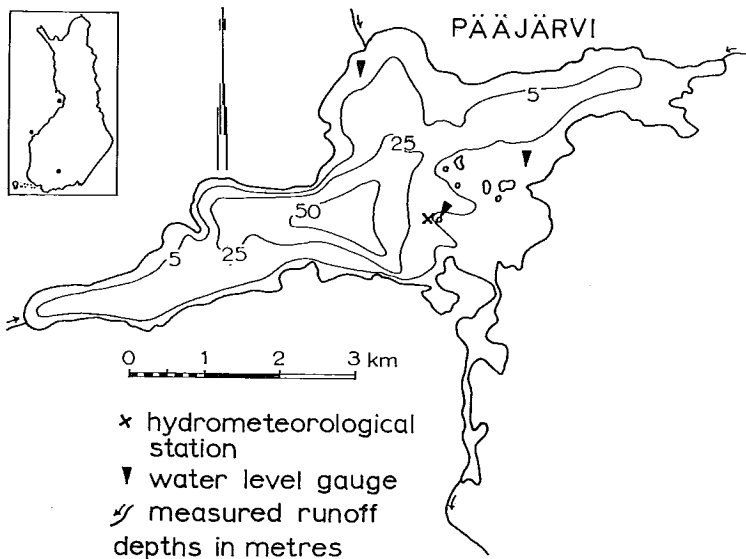 PÄÄJÄRVI
5
25
50
5
25
0 1 2 3 km
x hydrometeorological
station
water level gauge
measured runoff
depths in metres